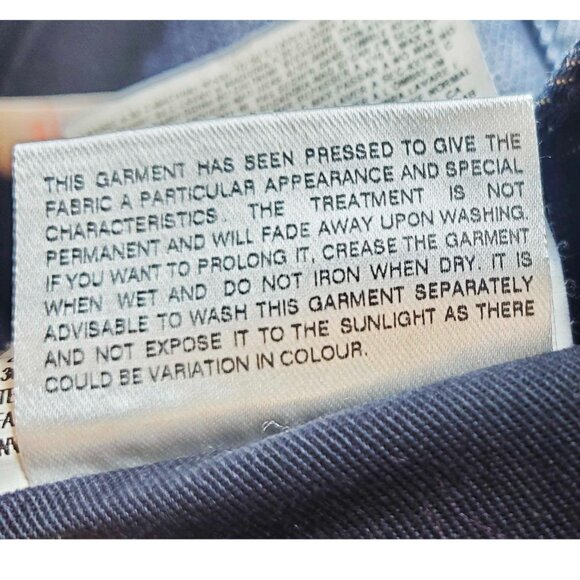 THIS GARMENT HAS BEEN PRESSED TO GIVE THE
FABRIC A PARTICULAR APPEARANCE AND SPECIAL
CHARACTERISTICS. THE TREATMENT IS NOT
PERMANENT AND WILL FADE AWAY UPON WASHING.
IF YOU WANT TO PROLONG IT, CREASE THE GARMENT
WHEN WET AND DO NOT IRON WHEN DRY. IT IS
ADVISABLE TO WASH THIS GARMENT SEPARATELY
AND NOT EXPOSE IT TO THE SUNLIGHT AS THERE
COULD BE VARIATION IN COLOUR.